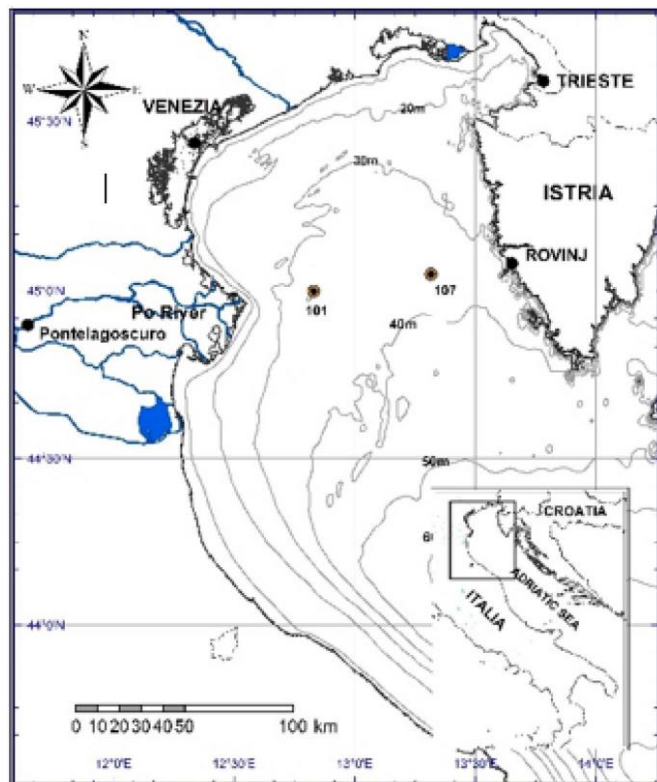 N
W
E
S
TRIESTE
VENEZIA
20m
45°30'N
30m
ISTRIA
ROVINJ
107
101
45°0'N
Po River
40m
Pontelagoscuro
44°30'N
50m
CROATIA
ADRIATIC SEA
ITALIA
44°0'N
0 10 20 30 40 50 100 km
12°0'E 12°30'E 13°0'E 13°30'E 14°0'E